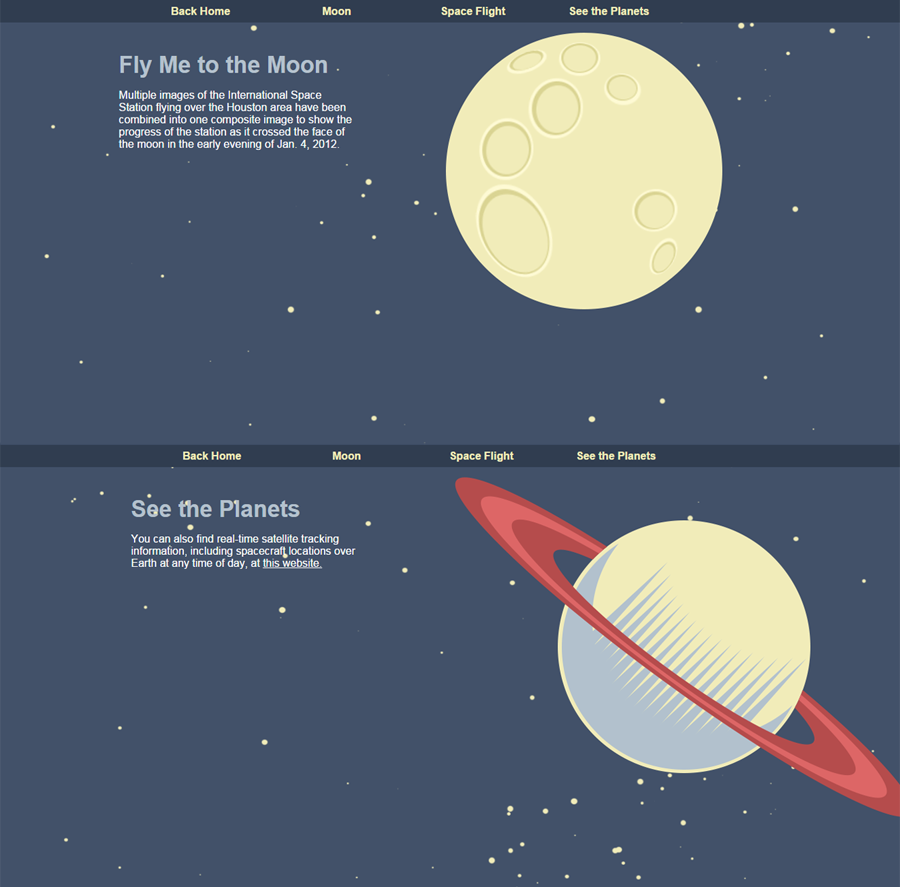 Back Home Moon Space Flight See the Planets
Fly Me to the Moon
Multiple images of the International Space
Station flying over the Houston area have been
combined into one composite image to show the
progress of the station as it crossed the face of
the moon in the early evening of Jan. 4, 2012.
Back Home Moon Space Flight See the Planets
See the Planets
You can also find real-time satellite tracking
information, including spacecraft locations over
Earth at any time of day, at this website.